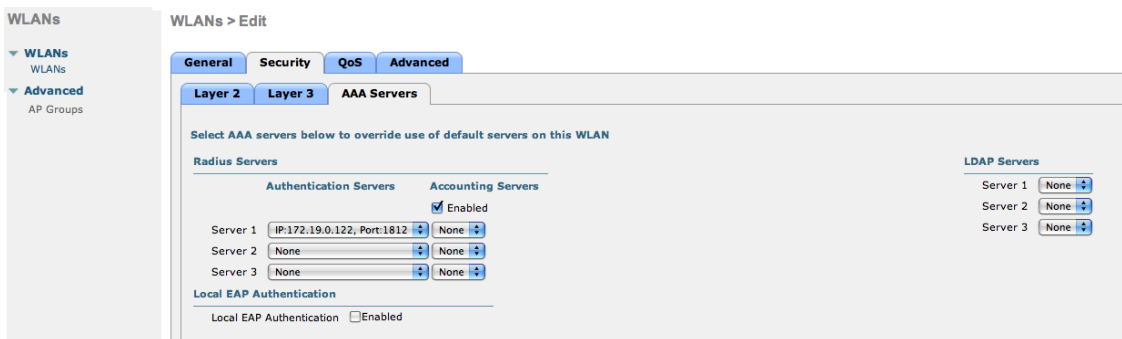 WLANs
WLANs > Edit
WLANs
WLANs
Advanced
AP Groups
General Security QoS Advanced
Layer 2 Layer 3 AAA Servers
Select AAA servers below to override use of default servers on this WLAN
Radius Servers
LDAP Servers
Authentication Servers Accounting Servers
Enabled
Server 1 IP:172.19.0.122, Port:1812 None
Server 2 None None
Server 3 None None
Server 1 None
Server 2 None
Server 3 None
Local EAP Authentication
Local EAP Authentication Enabled